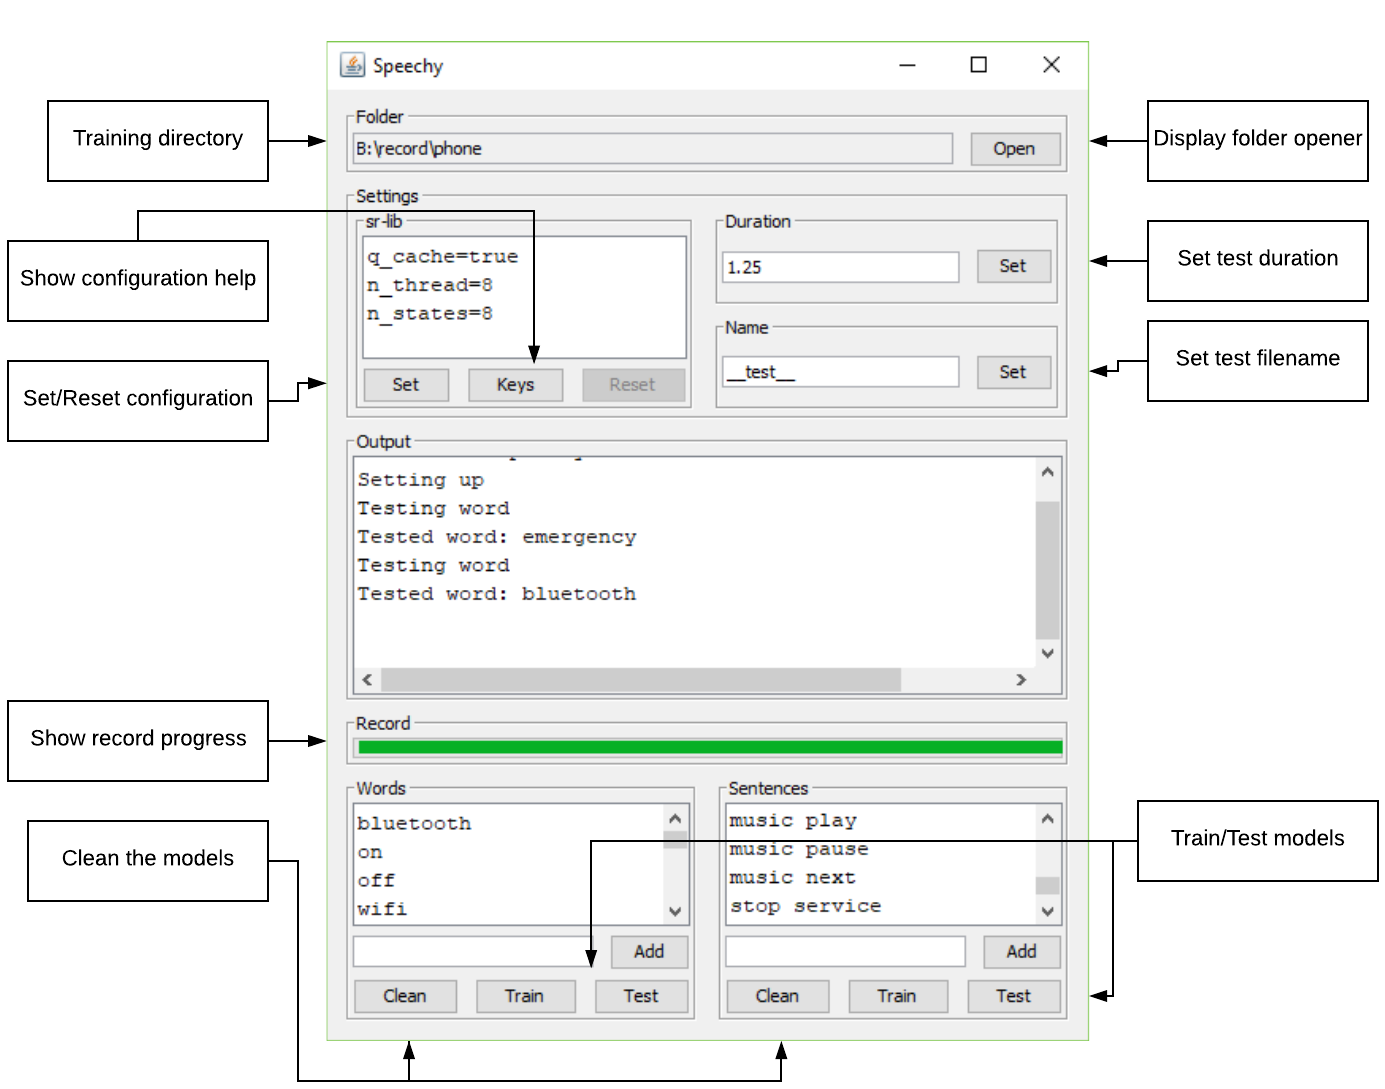 Speechy
Training directory
Folder
B:\record\phone
Open
Display folder opener
Settings
sr-lib
q_cache=true
n_thread=8
n_states=8
Set
Keys
Reset
Duration
1.25
Set
Name
__test__
Set
Show configuration help
Set/Reset configuration
Set test duration
Set test filename
Output
Setting up
Testing word
Tested word: emergency
Testing word
Tested word: bluetooth
Show record progress
Record
Words
bluetooth
on
off
wifi
Add
Clean
Train
Test
Sentences
music play
music pause
music next
stop service
Add
Clean
Train
Test
Clean the models
Train/Test models